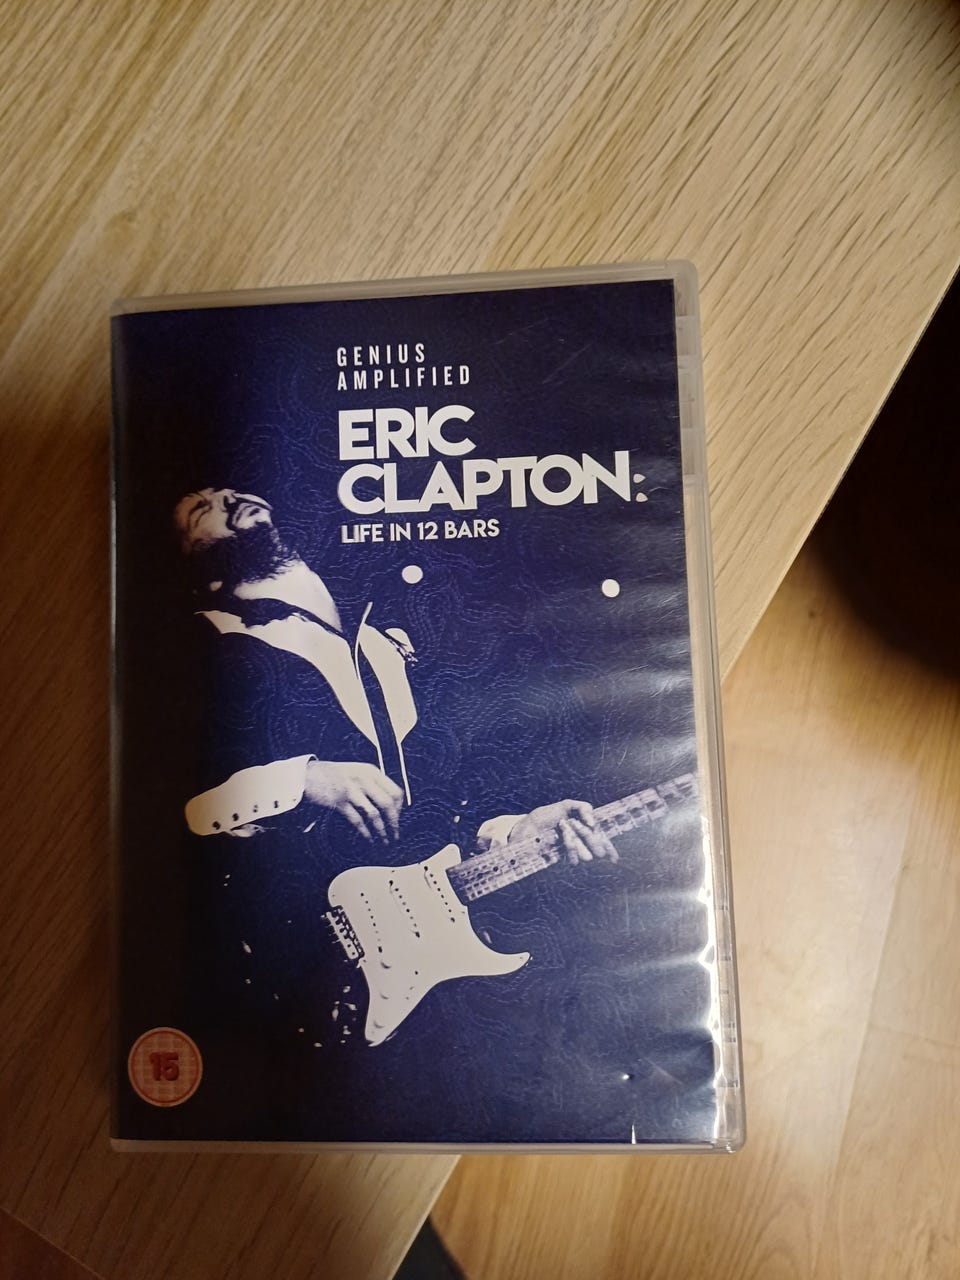 GENIUS
AMPLIFIED
ERIC
CLAPTON:
LIFE IN 12 BARS
15